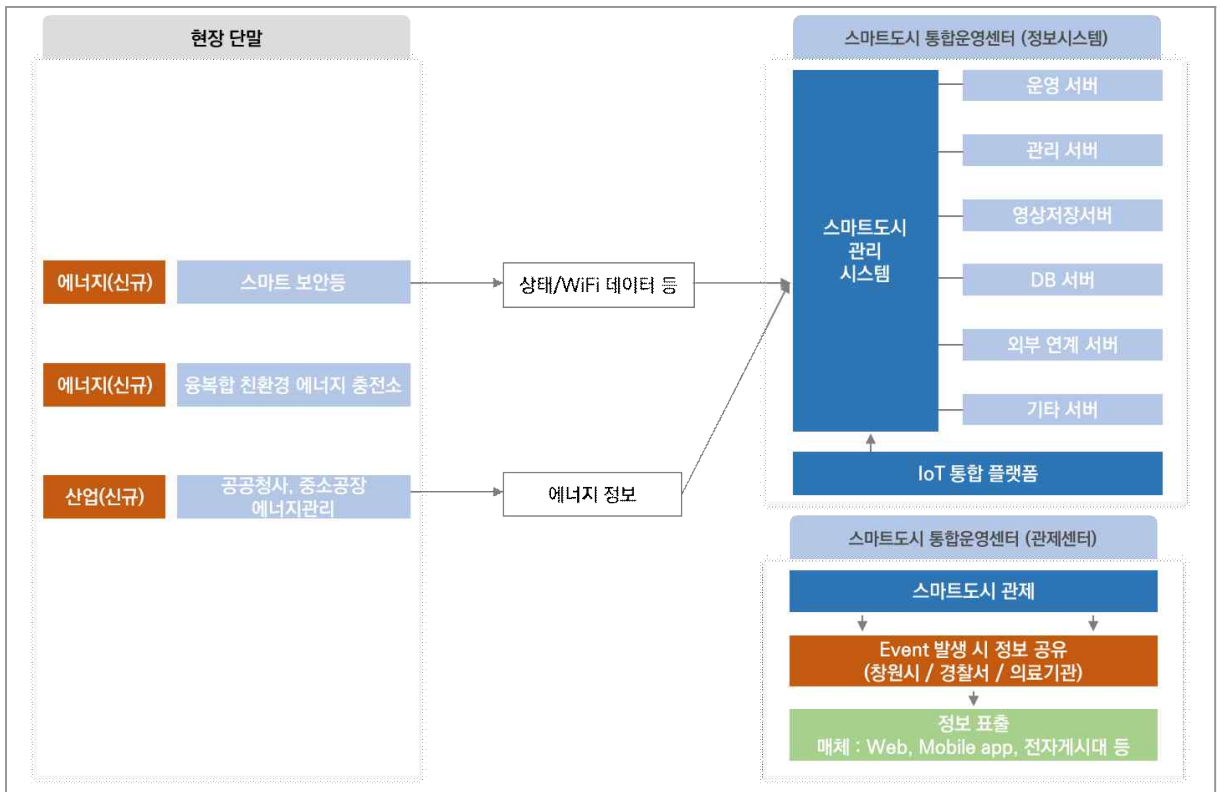 현장 단말
에너지(신규)
스마트 보안등
에너지(신규)
융복합 친환경 에너지 충전소
산업(신규)
공공청사, 중소공장
에너지관리
상태/WiFi 데이터 등
에너지 정보
스마트도시 통합운영센터 (정보시스템)
스마트도시
관리
시스템
운영 서버
관리 서버
영상저장서버
DB 서버
외부 연계 서버
기타 서버
IoT 통합 플랫폼
스마트도시 통합운영센터 (관제센터)
스마트도시 관제
Event 발생 시 정보 공유
(창원시 / 경찰서 / 의료기관)
정보 표출
매체 : Web, Mobile app, 전자게시대 등